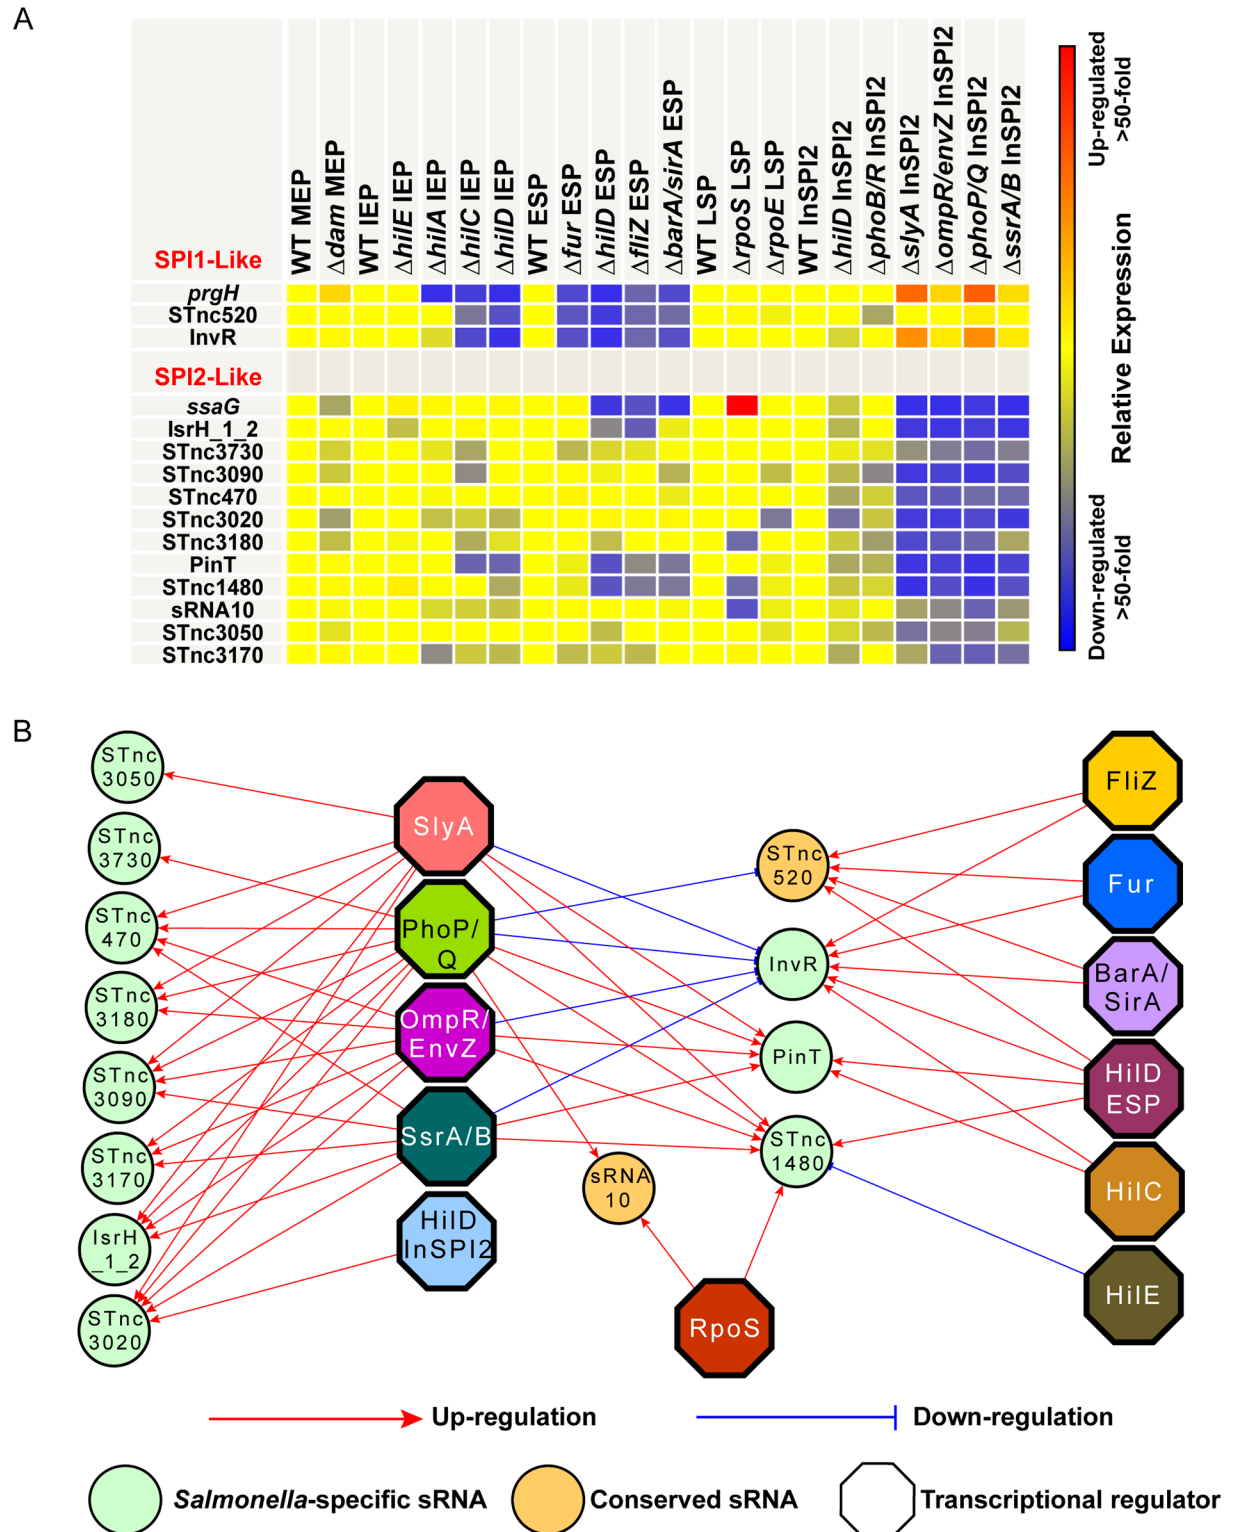 A
WT MEP
Δdam MEP
WT IEP
ΔhilE IEP
ΔhilA IEP
ΔhilC IEP
ΔhilD IEP
WT ESP
Δfur ESP
ΔhilD ESP
ΔfliZ ESP
ΔbarA/sirA ESP
WT LSP
ΔrpoS LSP
ΔrpoE LSP
WT InSPI2
ΔhilD InSPI2
ΔphoB/R InSPI2
ΔslyA InSPI2
ΔompR/envZ InSPI2
ΔphoP/Q InSPI2
ΔssrA/B InSPI2
SPI1-Like
prgH
STnc520
InvR
SPI2-Like
ssaG
IsrH_1_2
STnc3730
STnc3090
STnc470
STnc3020
STnc3180
PinT
STnc1480
sRNA10
STnc3050
STnc3170
Up-regulated
>50-fold
Relative Expression
Down-regulated
>50-fold
B
STnc
3050
STnc
3730
STnc
470
STnc
3180
STnc
3090
STnc
3170
IsrH
_1_2
STnc
3020
SlyA
PhoP/
Q
OmpR/
EnvZ
SsrA/B
HilD
InSPI2
sRNA
10
RpoS
STnc
520
InvR
PinT
STnc
1480
FliZ
Fur
BarA/
SirA
HilD
ESP
HilC
HilE
Up-regulation
Down-regulation
Salmonella-specific sRNA
Conserved sRNA
Transcriptional regulator